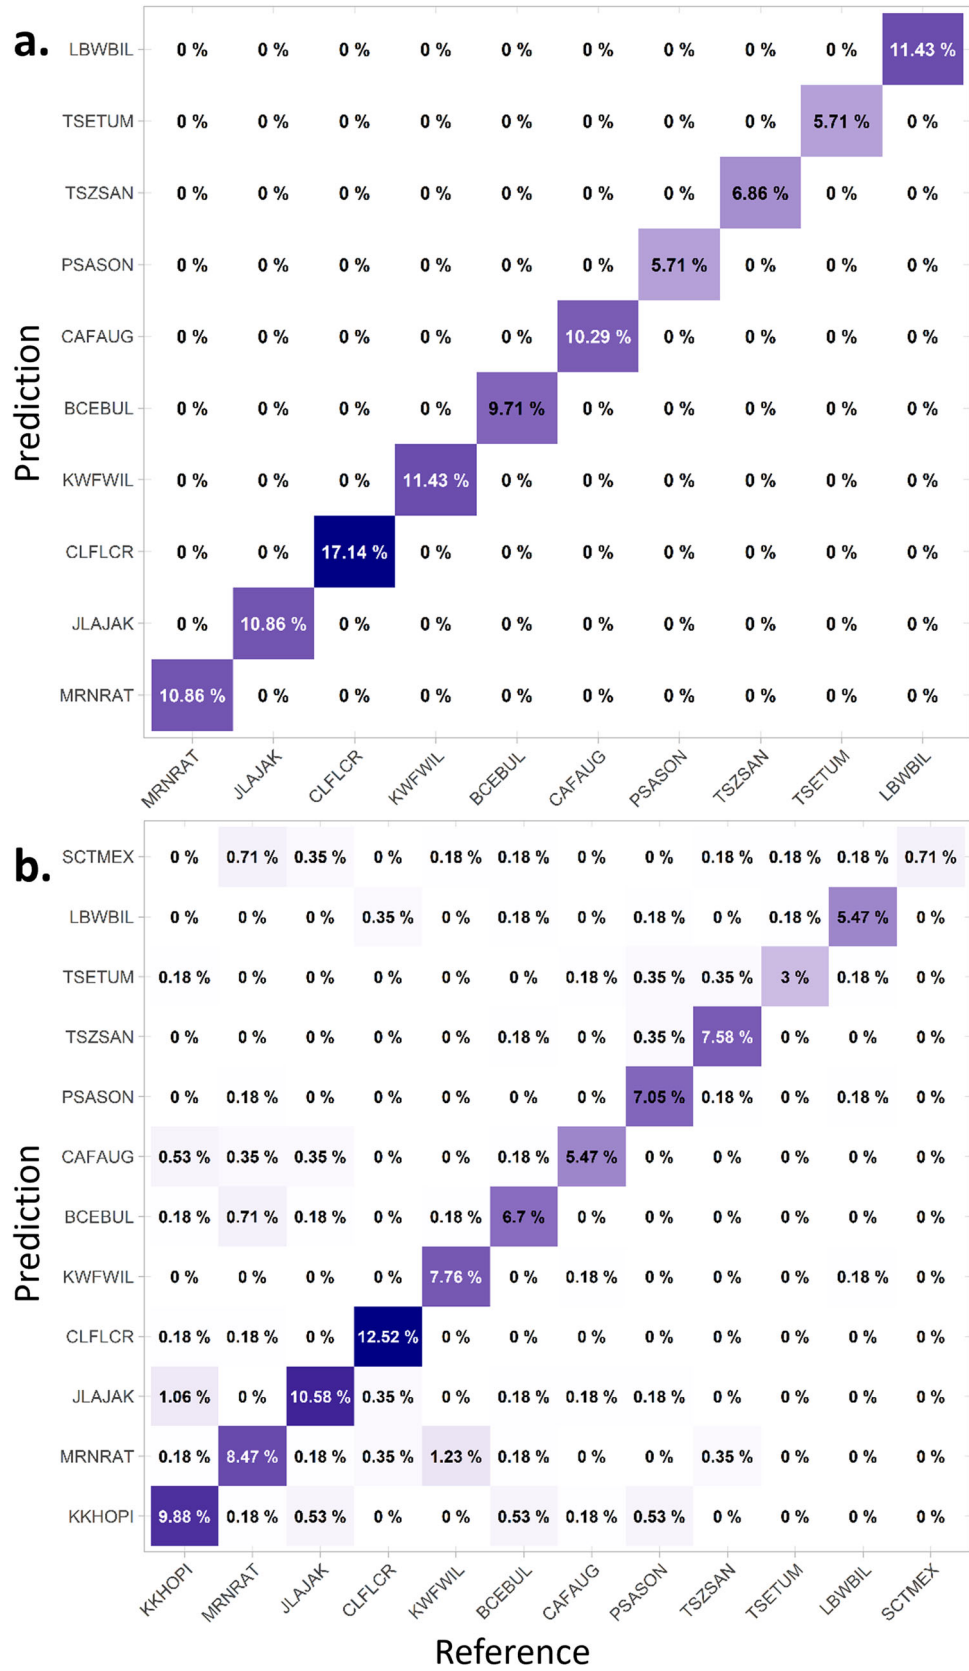 a.
Prediction
LBWBIL 0 % 0 % 0 % 0 % 0 % 0 % 0 % 0 % 0 % 11.43 %
TSETUM 0 % 0 % 0 % 0 % 0 % 0 % 0 % 0 % 5.71 % 0 %
TSZSAN 0 % 0 % 0 % 0 % 0 % 0 % 0 % 6.86 % 0 % 0 %
PSASON 0 % 0 % 0 % 0 % 0 % 0 % 5.71 % 0 % 0 % 0 %
CAFAUG 0 % 0 % 0 % 0 % 0 % 10.29 % 0 % 0 % 0 % 0 %
BCEBUL 0 % 0 % 0 % 0 % 9.71 % 0 % 0 % 0 % 0 % 0 %
KWFWIL 0 % 0 % 0 % 11.43 % 0 % 0 % 0 % 0 % 0 % 0 %
CLFLCR 0 % 0 % 17.14 % 0 % 0 % 0 % 0 % 0 % 0 % 0 %
JLAJAK 0 % 10.86 % 0 % 0 % 0 % 0 % 0 % 0 % 0 % 0 %
MRNRAT 10.86 % 0 % 0 % 0 % 0 % 0 % 0 % 0 % 0 % 0 %
MRNRAT JLAJAK CLFLCR KWFWIL BCEBUL CAFAUG PSASON TSZSAN TSETUM LBWBIL
b.
Prediction
SCTMEX 0 % 0.71 % 0.35 % 0 % 0.18 % 0.18 % 0 % 0 % 0.18 % 0.18 % 0.18 % 0.71 %
LBWBIL 0 % 0 % 0 % 0.35 % 0 % 0.18 % 0 % 0.18 % 0 % 0.18 % 5.47 % 0 %
TSETUM 0.18 % 0 % 0 % 0 % 0 % 0 % 0.18 % 0.35 % 0.35 % 3 % 0.18 % 0 %
TSZSAN 0 % 0 % 0 % 0 % 0 % 0.18 % 0 % 0.35 % 7.58 % 0 % 0 % 0 %
PSASON 0 % 0.18 % 0 % 0 % 0 % 0 % 0 % 7.05 % 0.18 % 0 % 0.18 % 0 %
CAFAUG 0.53 % 0.35 % 0.35 % 0 % 0 % 0.18 % 5.47 % 0 % 0 % 0 % 0 % 0 %
BCEBUL 0.18 % 0.71 % 0.18 % 0 % 0.18 % 6.7 % 0 % 0 % 0 % 0 % 0 % 0 %
KWFWIL 0 % 0 % 0 % 0 % 7.76 % 0 % 0.18 % 0 % 0 % 0 % 0.18 % 0 %
CLFLCR 0.18 % 0.18 % 0 % 12.52 % 0 % 0 % 0 % 0 % 0 % 0 % 0 % 0 %
JLAJAK 1.06 % 0 % 10.58 % 0.35 % 0 % 0.18 % 0.18 % 0.18 % 0 % 0 % 0 % 0 %
MRNRAT 0.18 % 8.47 % 0.18 % 0.35 % 1.23 % 0.18 % 0 % 0 % 0.35 % 0 % 0 % 0 %
KKHOPI 9.88 % 0.18 % 0.53 % 0 % 0 % 0.53 % 0.18 % 0.53 % 0 % 0 % 0 % 0 %
KKHOPI MRNRAT JLAJAK CLFLCR KWFWIL BCEBUL CAFAUG PSASON TSZSAN TSETUM LBWBIL SCTMEX
Reference